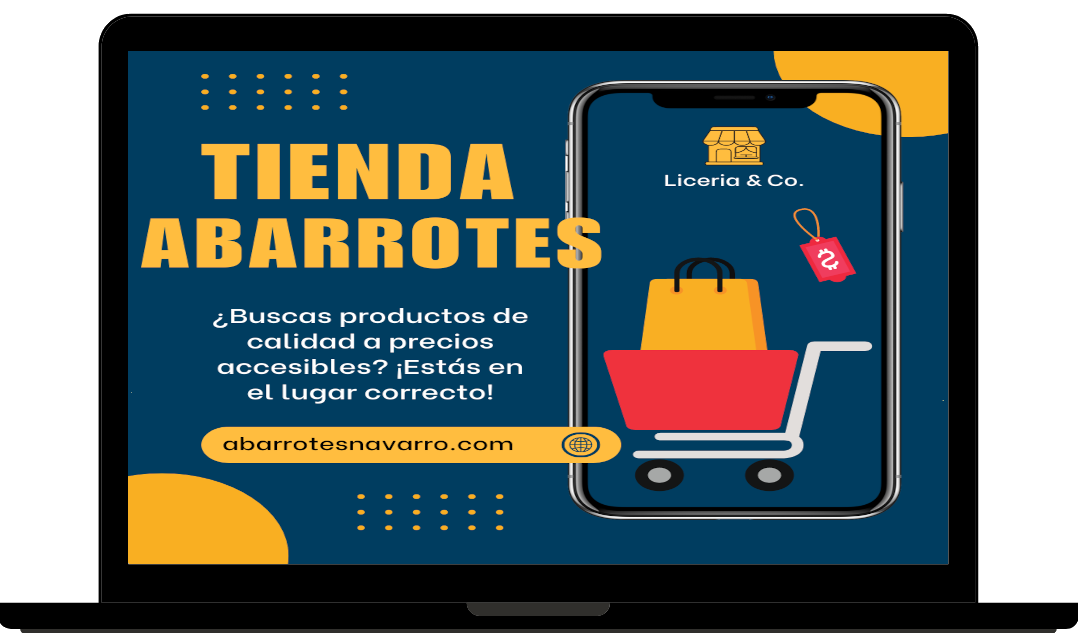 TIENDA
ABARROTES
¿Buscas productos de
calidad a precios
accesibles? ¡Estás en
el lugar correcto!
abarrotesnavarro.com
Liceria & Co.